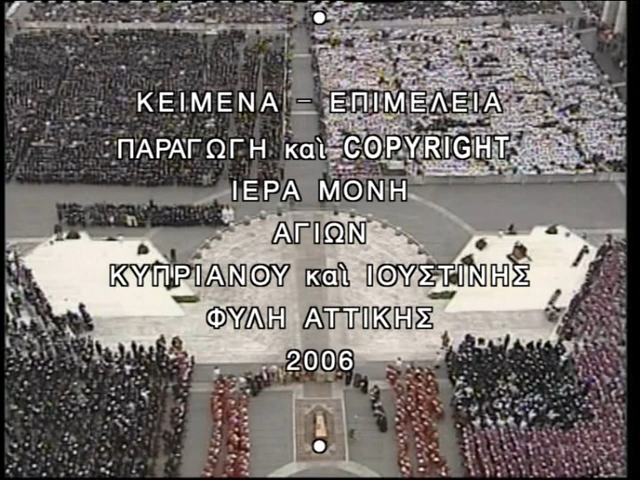 ΚΕΙΜΕΝΑ – ΕΠΙΜΕΛΕΙΑ
ΠΑΡΑΓΩΓΗ καὶ COPYRIGHT
ΙΕΡΑ ΜΟΝΗ
ΑΓΙΩΝ
ΚΥΠΡΙΑΝΟΥ καὶ ΙΟΥΣΤΙΝΗΣ
ΦΥΛΗ ΑΤΤΙΚΗΣ
2006